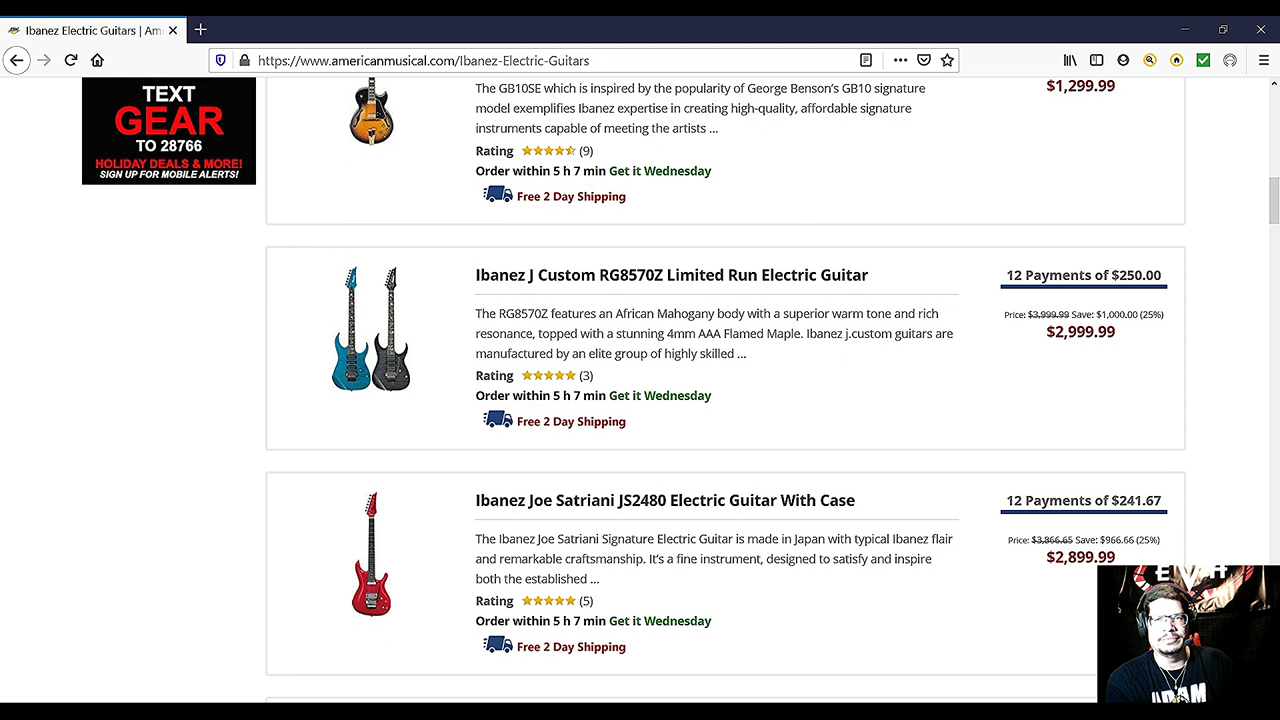 Ibanez Electric Guitars | Am
https://www.americanmusical.com/Ibanez-Electric-Guitars
TEXT
GEAR
TO 28766
HOLIDAY DEALS & MORE!
SIGN UP FOR MOBILE ALERTS!
The GB10SE which is inspired by the popularity of George Benson's GB10 signature
model exemplifies Ibanez expertise in creating high-quality, affordable signature
instruments capable of meeting the artists ...
Rating (9)
Order within 5 h 7 min Get it Wednesday
Free 2 Day Shipping
$1,299.99
Ibanez J Custom RG8570Z Limited Run Electric Guitar
The RG8570Z features an African Mahogany body with a superior warm tone and rich
resonance, topped with a stunning 4mm AAA Flamed Maple. Ibanez j.custom guitars are
manufactured by an elite group of highly skilled ...
Rating (3)
Order within 5 h 7 min Get it Wednesday
Free 2 Day Shipping
12 Payments of $250.00
Price: $3,999.99 Save: $1,000.00 (25%)
$2,999.99
Ibanez Joe Satriani JS2480 Electric Guitar With Case
The Ibanez Joe Satriani Signature Electric Guitar is made in Japan with typical Ibanez flair
and remarkable craftsmanship. It's a fine instrument, designed to satisfy and inspire
both the established ...
Rating (5)
Order within 5 h 7 min Get it Wednesday
Free 2 Day Shipping
12 Payments of $241.67
Price: $3,866.65 Save: $966.66 (25%)
$2,899.99